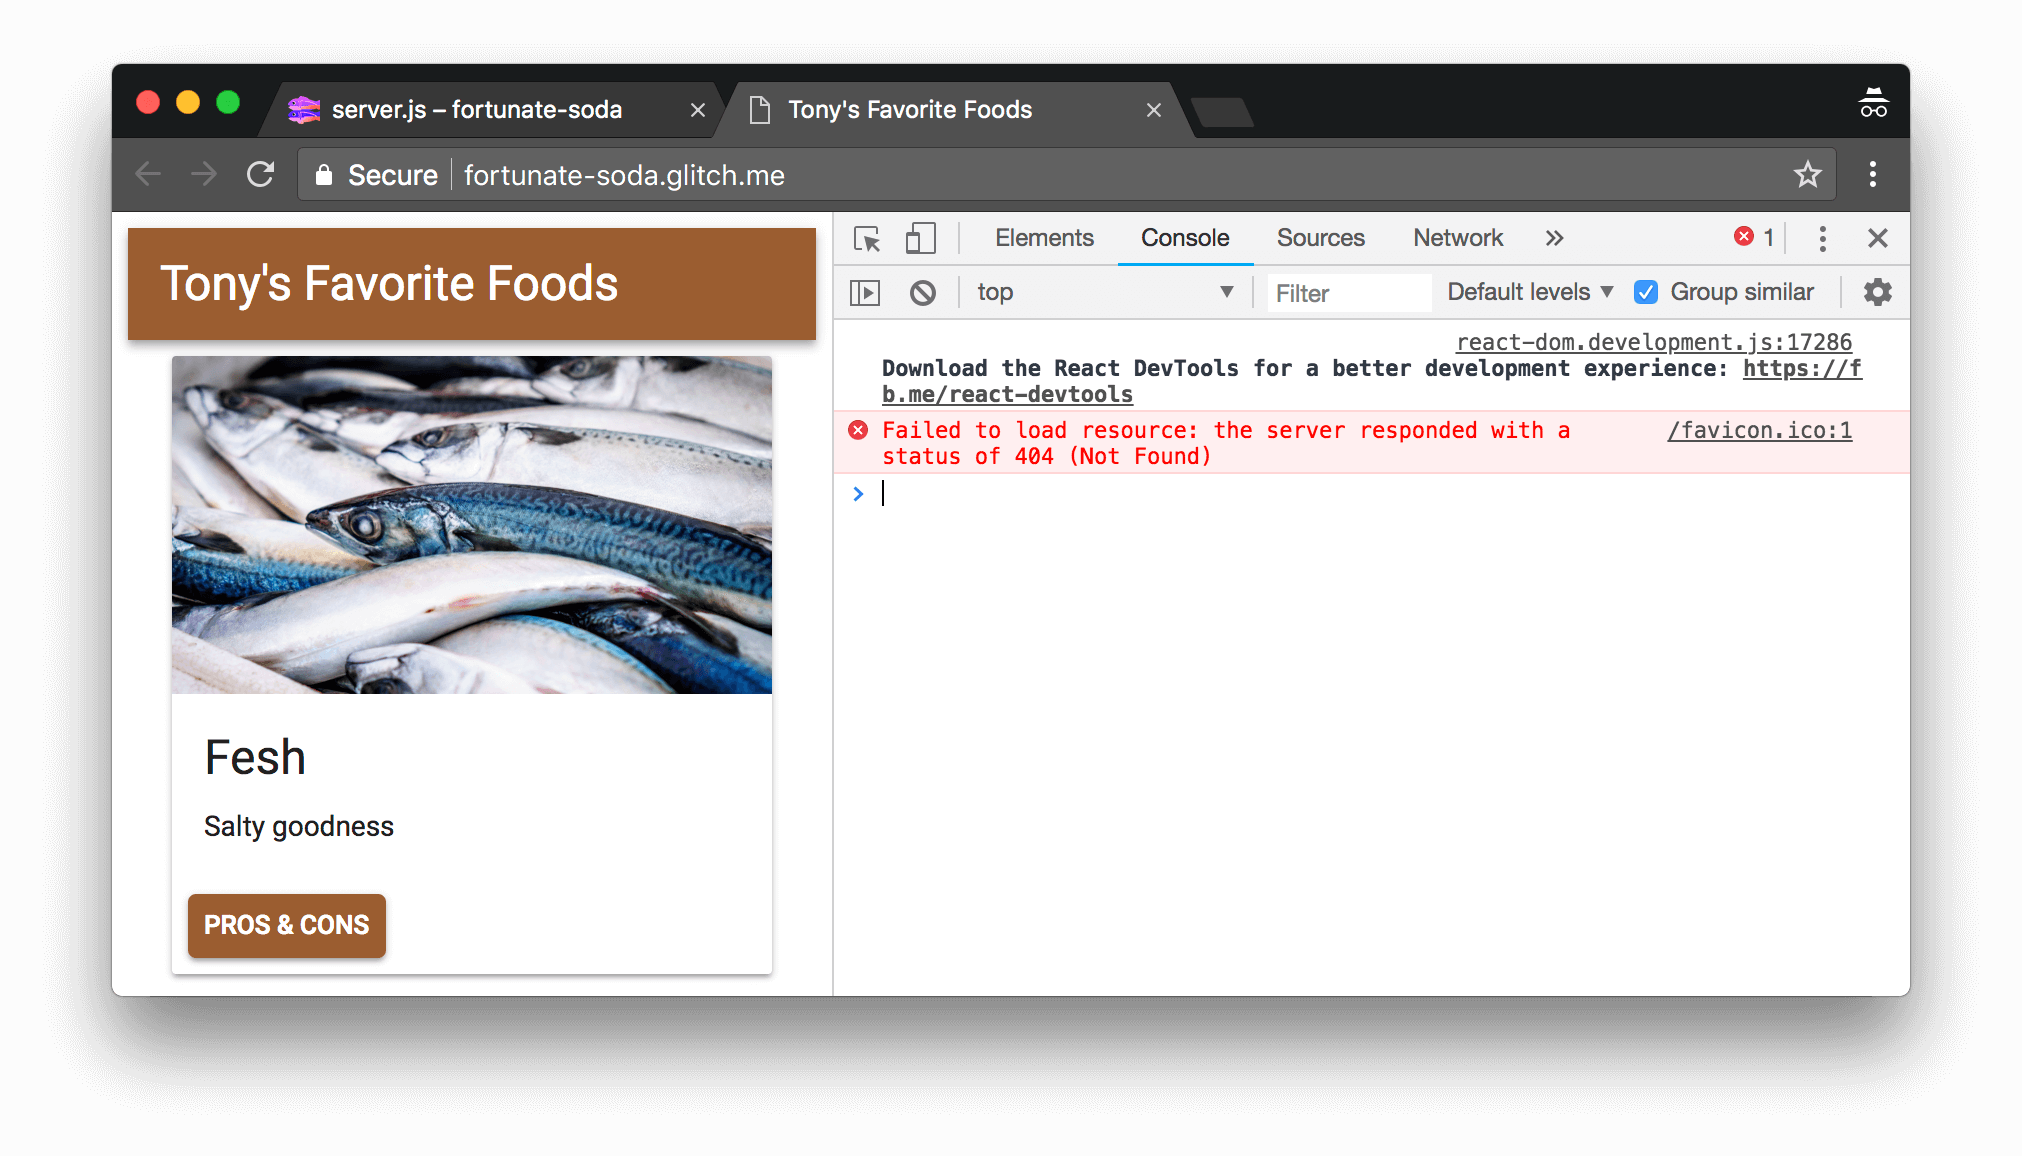 server.js – fortunate-soda
Tony's Favorite Foods
Secure
fortunate-soda.glitch.me
Tony's Favorite Foods
Fesh
Salty goodness
PROS & CONS
Elements Console Sources Network » 1
top Filter Default levels Group similar
react-dom.development.js:17286
Download the React DevTools for a better development experience: https://f
b.me/react-devtools
Failed to load resource: the server responded with a /favicon.ico:1
status of 404 (Not Found)